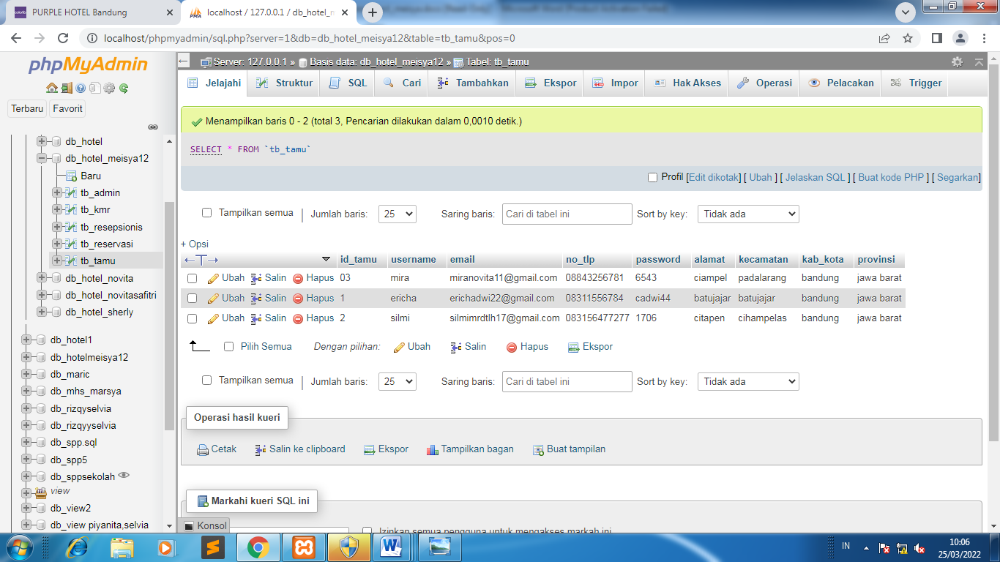 PURPLE HOTEL Bandung
localhost / 127.0.0.1 / db_hotel_m
localhost/phpmyadmin/sql.php?server=1&db=db_hotel_meisya12&table=tb_tamu&pos=0
phpMyAdmin
Terbaru Favorit
db_hotel
db_hotel_meisya12
Baru
tb_admin
tb_kmr
tb_resepsionis
tb_reservasi
tb_tamu
db_hotel_novita
db_hotel_novitasafitri
db_hotel_sherly
db_hotel1
db_hotelmeisya12
db_maric
db_mhs_marsya
db_rizqyselvia
db_rizqyyselvia
db_spp.sql
db_spp5
db_sppsekolah
view
db_view2
db_view piyanita,selvia
Server: 127.0.0.1 » Basis data: db_hotel_meisya12 » Tabel: tb_tamu
Jelajahi Struktur SQL Cari Tambahkan Ekspor Impor Hak Akses Operasi Pelacakan Trigger
Menampilkan baris 0 - 2 (total 3, Pencarian dilakukan dalam 0,0010 detik.)
SELECT * FROM `tb_tamu`
Profil [Edit dikotak] [ Ubah ] [ Jelaskan SQL ] [ Buat kode PHP ] [ Segarkan]
Tampilkan semua | Jumlah baris: 25 Saring baris: Cari di tabel ini Sort by key: Tidak ada
+ Opsi
←T→ id_tamu username email no_tlp password alamat kecamatan kab_kota provinsi
Ubah Salin Hapus 03 mira miranovita11@gmail.com 08843256781 6543 ciampel padalarang bandung jawa barat
Ubah Salin Hapus 1 ericha erichadwi22@gmail.com 08311556784 cadwi44 batujajar batujajar bandung jawa barat
Ubah Salin Hapus 2 silmi silmimrdtlh17@gmail.com 083156477277 1706 citapen cihampelas bandung jawa barat
Pilih Semua Dengan pilihan: Ubah Salin Hapus Ekspor
Tampilkan semua | Jumlah baris: 25 Saring baris: Cari di tabel ini Sort by key: Tidak ada
Operasi hasil kueri
Cetak Salin ke clipboard Ekspor Tampilkan bagan Buat tampilan
Markahi kueri SQL ini
Konsol
Izinkan semua pengguna untuk mengakses markah ini
IN
10:06
25/03/2022